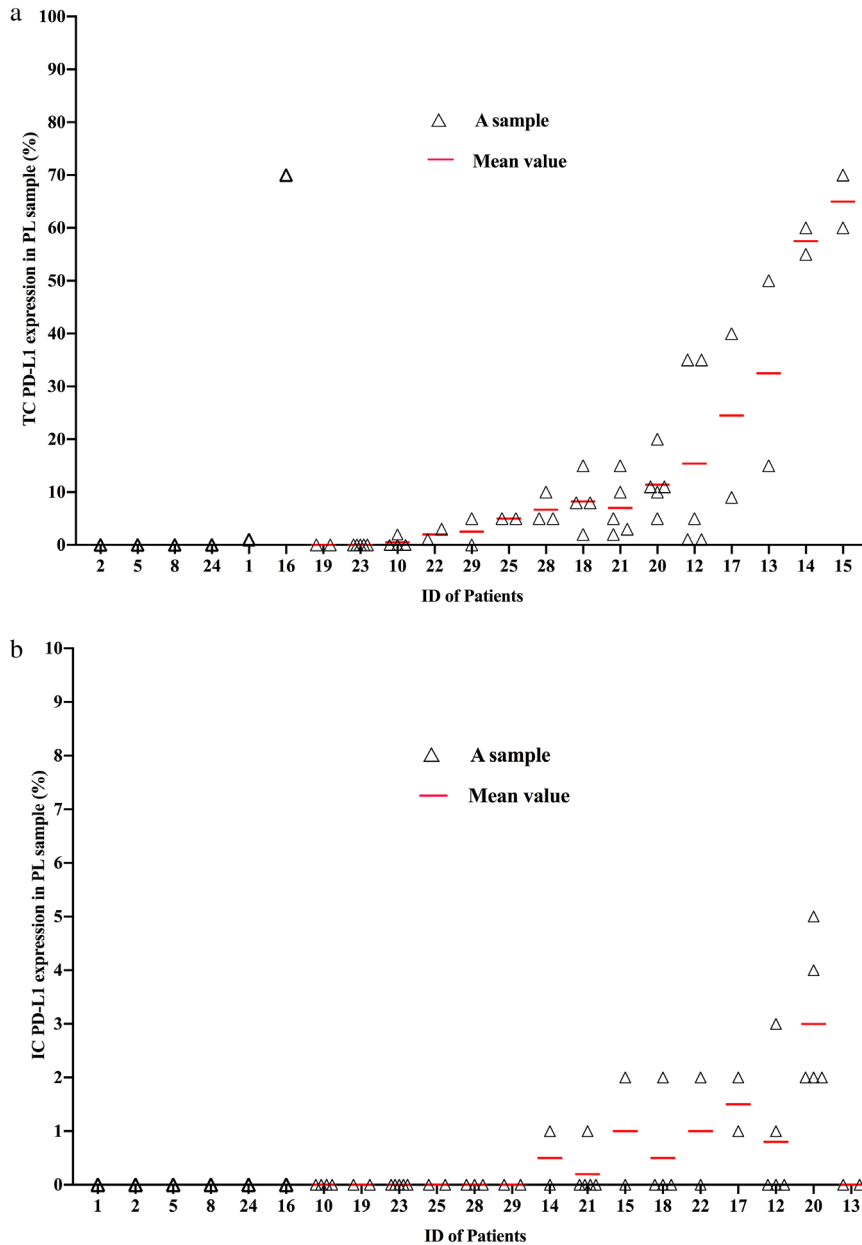 a
TC PD-L1 expression in PL sample (%)
100
90
80
70
60
50
40
30
20
10
0
A sample
Mean value
2 5 8 24 1 16 19 23 10 22 29 25 28 18 21 20 12 17 13 14 15
ID of Patients
b
IC PD-L1 expression in PL sample (%)
10
9
8
7
6
5
4
3
2
1
0
A sample
Mean value
1 2 5 8 24 16 10 19 23 25 28 29 14 21 15 18 22 17 12 20 13
ID of Patients